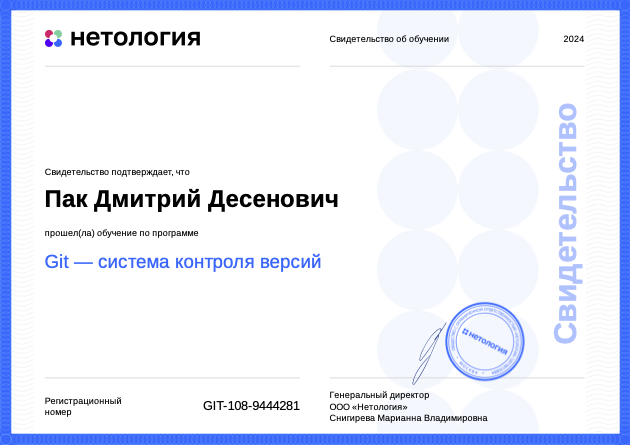 нетология
Свидетельство об обучении
2024
Свидетельство
Свидетельство подтверждает, что
Пак Дмитрий Десенович
прошел(ла) обучение по программе
Git — система контроля версий
нетология
Регистрационный
номер
GIT-108-9444281
Генеральный директор
ООО «Нетология»
Снигирева Марианна Владимировна